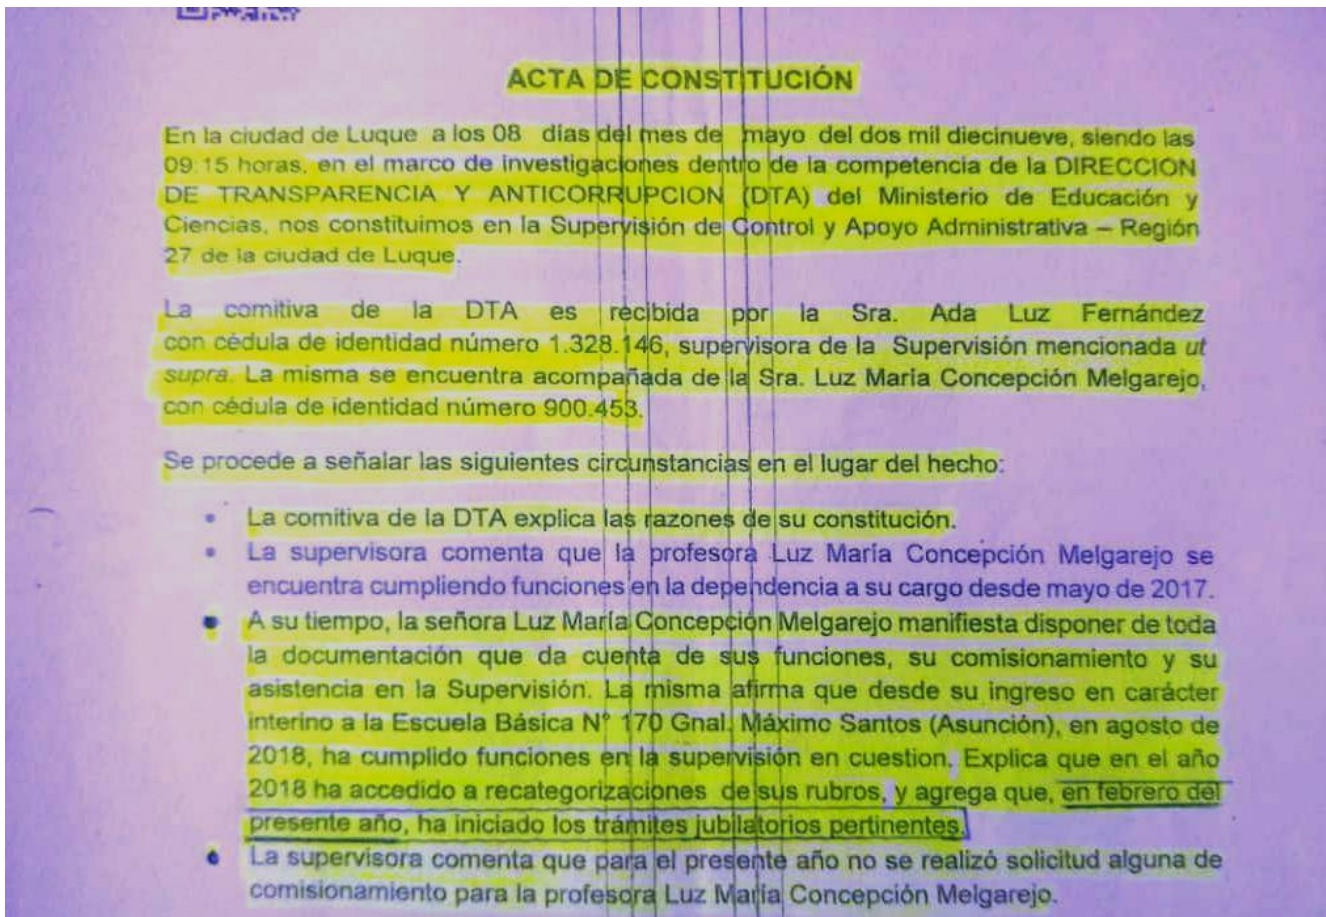 ACTA DE CONSTITUCIÓN
En la ciudad de Luque a los 08 días del mes de mayo del dos mil diecinueve, siendo las
09:15 horas, en el marco de investigaciones dentro de la competencia de la DIRECCION
DE TRANSPARENCIA Y ANTICORRUPCION (DTA) del Ministerio de Educación y
Ciencias, nos constituimos en la Supervisión de Control y Apoyo Administrativa – Región
27 de la ciudad de Luque.
La comitiva de la DTA es recibida por la Sra. Ada Luz Fernández
con cédula de identidad número 1.328.146, supervisora de la Supervisión mencionada ut
supra. La misma se encuentra acompañada de la Sra. Luz María Concepción Melgarejo,
con cédula de identidad número 900.453.
Se procede a señalar las siguientes circunstancias en el lugar del hecho:
• La comitiva de la DTA explica las razones de su constitución.
• La supervisora comenta que la profesora Luz María Concepción Melgarejo se
encuentra cumpliendo funciones en la dependencia a su cargo desde mayo de 2017.
• A su tiempo, la señora Luz María Concepción Melgarejo manifiesta disponer de toda
la documentación que da cuenta de sus funciones, su comisionamiento y su
asistencia en la Supervisión. La misma afirma que desde su ingreso en carácter
interino a la Escuela Básica N° 170 Gnal. Máximo Santos (Asunción), en agosto de
2018, ha cumplido funciones en la supervisión en cuestion. Explica que en el año
2018 ha accedido a recategorizaciones de sus rubros, y agrega que, en febrero del
presente año, ha iniciado los trámites jubilatorios pertinentes.
• La supervisora comenta que para el presente año no se realizó solicitud alguna de
comisionamiento para la profesora Luz María Concepción Melgarejo.